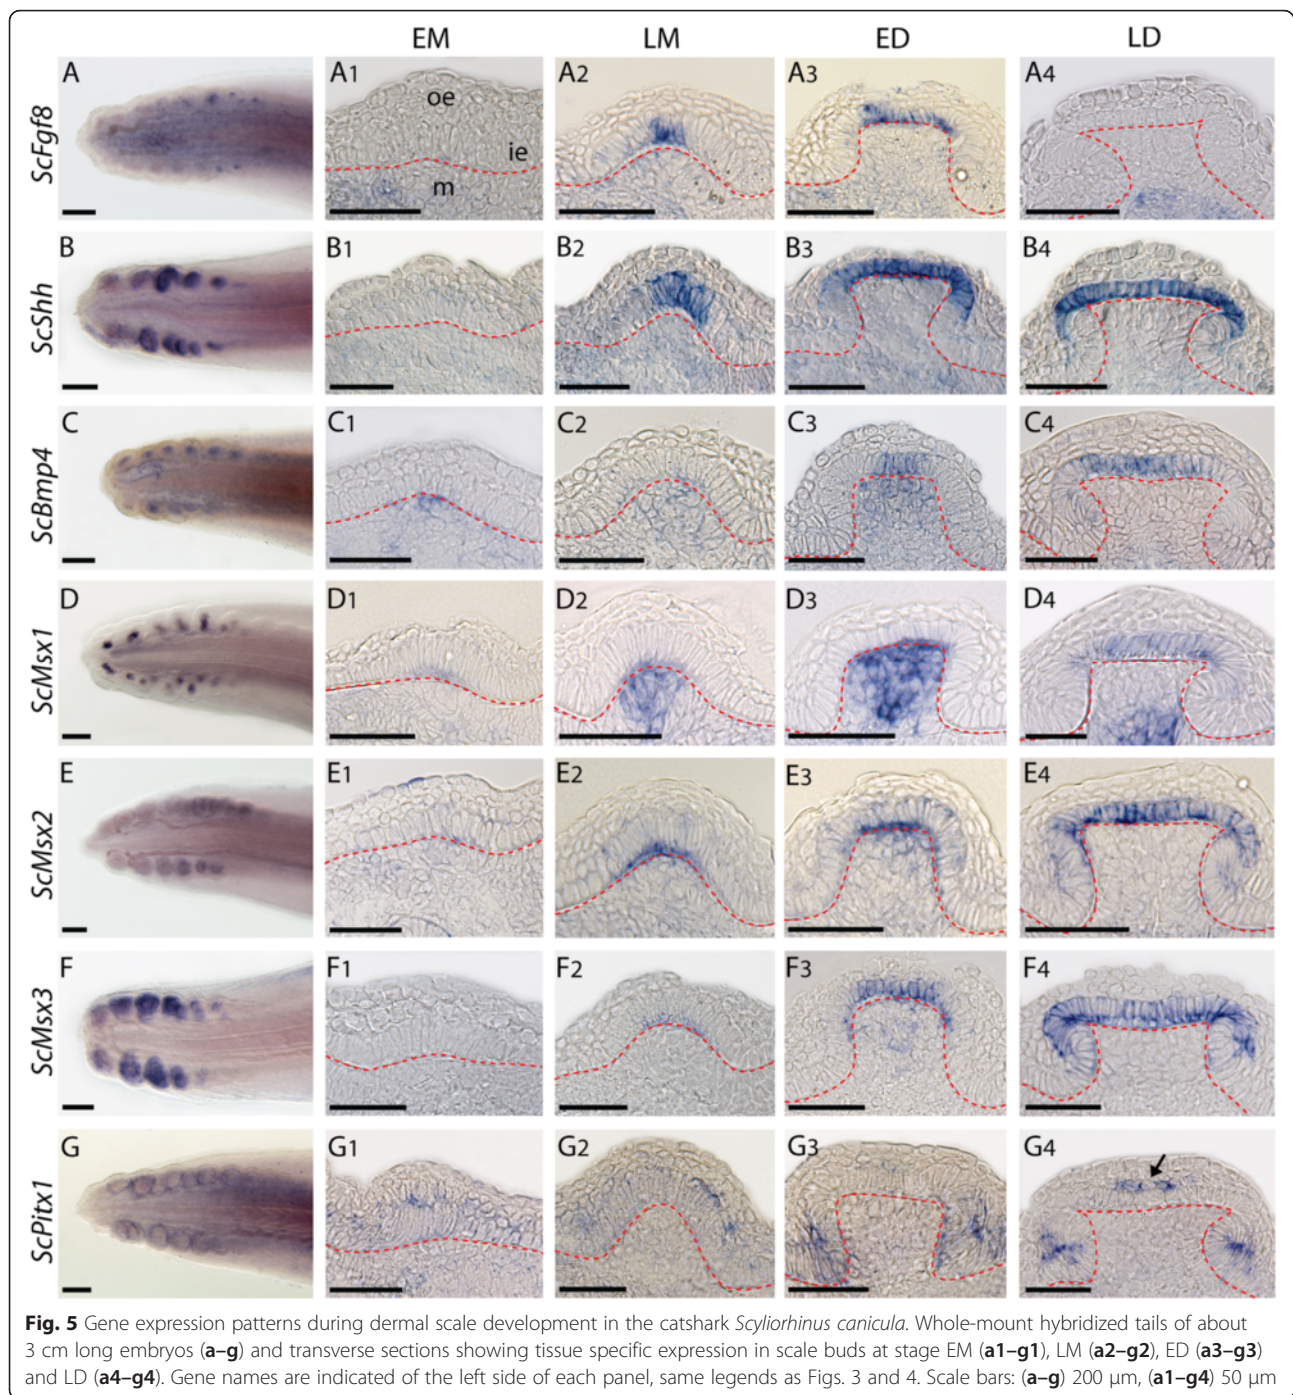 EM LM ED LD
ScFgf8 A A1 oe ie m A2 A3 A4
ScShh B B1 B2 B3 B4
ScBmp4 C C1 C2 C3 C4
ScMsx1 D D1 D2 D3 D4
ScMsx2 E E1 E2 E3 E4
ScMsx3 F F1 F2 F3 F4
ScPitx1 G G1 G2 G3 G4
Fig. 5 Gene expression patterns during dermal scale development in the catshark Scyliorhinus canicula. Whole-mount hybridized tails of about
3 cm long embryos (a–g) and transverse sections showing tissue specific expression in scale buds at stage EM (a1–g1), LM (a2–g2), ED (a3–g3)
and LD (a4–g4). Gene names are indicated of the left side of each panel, same legends as Figs. 3 and 4. Scale bars: (a–g) 200 μm, (a1–g4) 50 μm